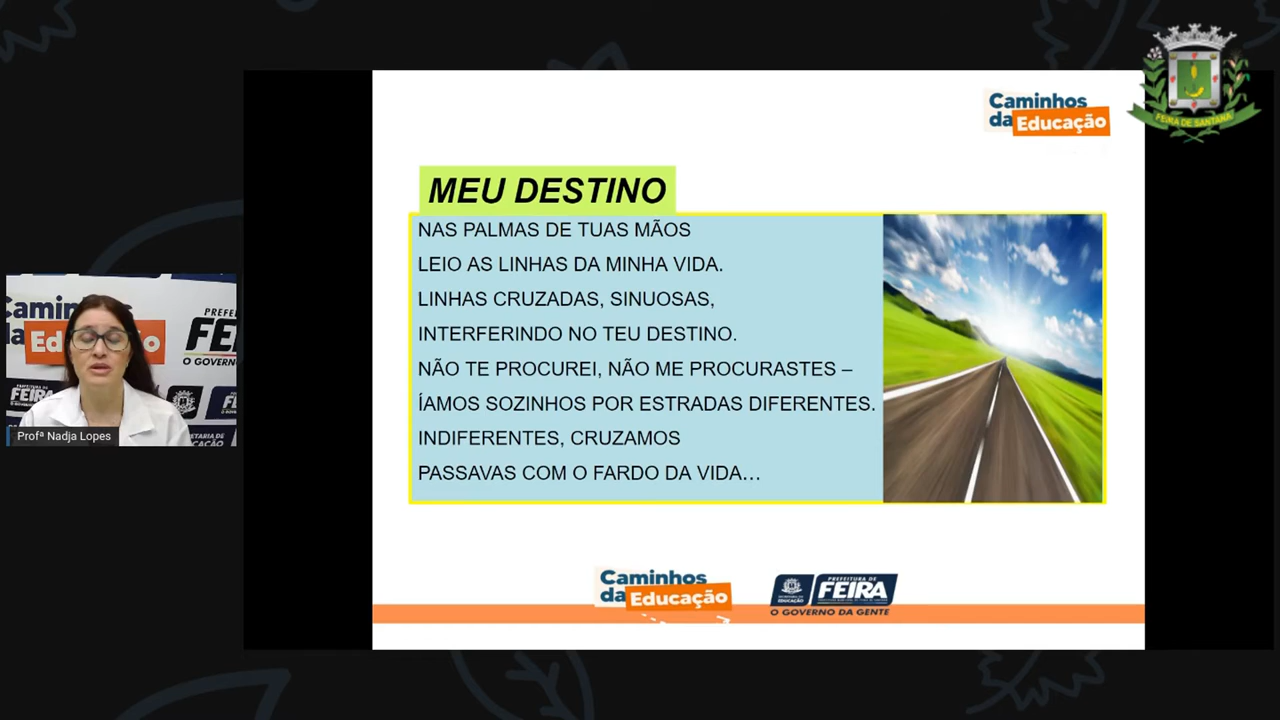 FEIRA DE SANTANA
Caminhos
da Educação
MEU DESTINO
NAS PALMAS DE TUAS MÃOS
LEIO AS LINHAS DA MINHA VIDA.
LINHAS CRUZADAS, SINUOSAS,
INTERFERINDO NO TEU DESTINO.
NÃO TE PROCUREI, NÃO ME PROCURASTES –
ÍAMOS SOZINHOS POR ESTRADAS DIFERENTES.
INDIFERENTES, CRUZAMOS
PASSAVAS COM O FARDO DA VIDA...
Profª Nadja Lopes
Caminhos
da Educação
PREFEITURA DE
FEIRA
O GOVERNO DA GENTE